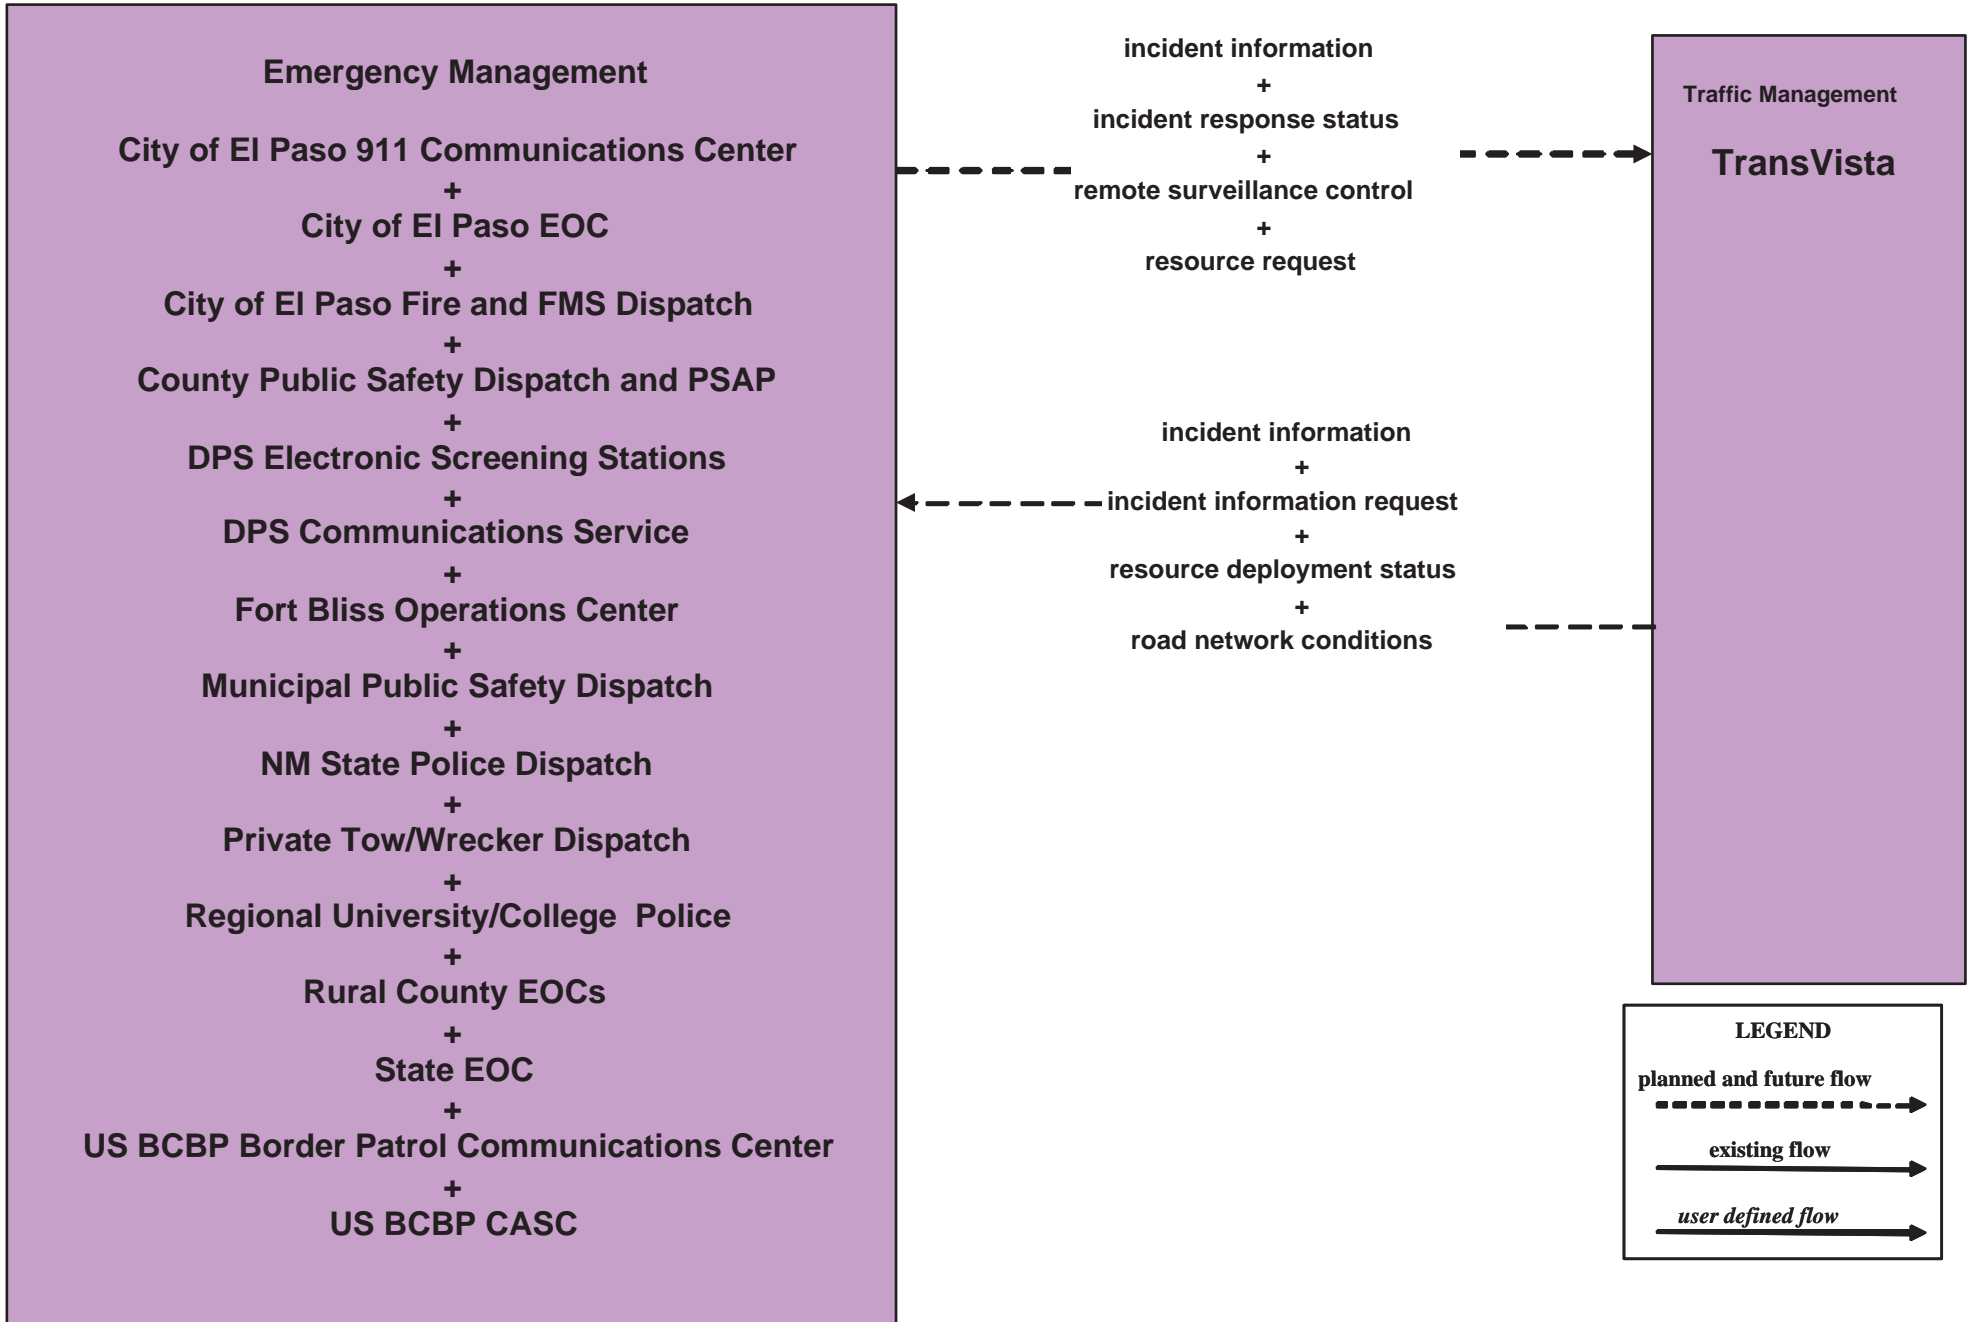 Emergency Management
City of El Paso 911 Communications Center
+
City of El Paso EOC
+
City of El Paso Fire and FMS Dispatch
+
County Public Safety Dispatch and PSAP
+
DPS Electronic Screening Stations
+
DPS Communications Service
+
Fort Bliss Operations Center
+
Municipal Public Safety Dispatch
+
NM State Police Dispatch
+
Private Tow/Wrecker Dispatch
+
Regional University/College  Police
+
Rural County EOCs
+
State EOC
+
US BCBP Border Patrol Communications Center
+
US BCBP CASC
incident information
+
incident response status
+
remote surveillance control
+
resource request
incident information
+
incident information request
+
resource deployment status
+
road network conditions
Traffic Management
TransVista
LEGEND
planned and future flow
existing flow
user defined flow